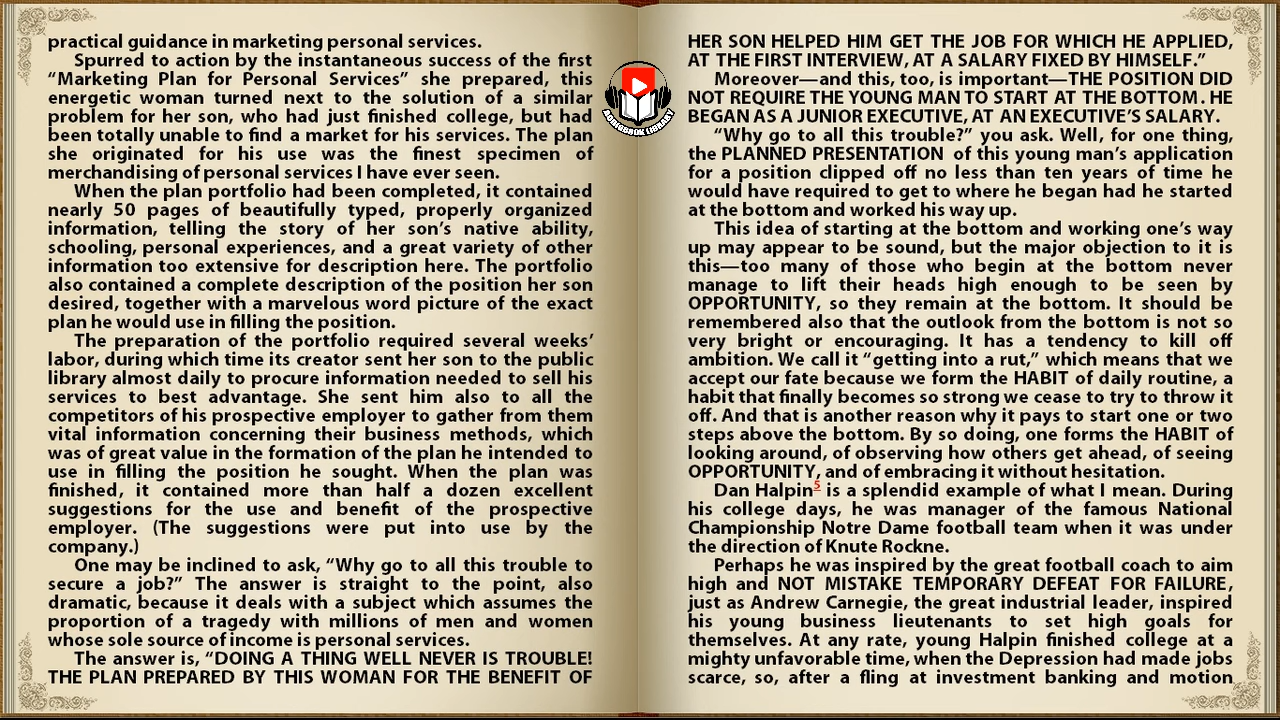 practical guidance in marketing personal services.
Spurred to action by the instantaneous success of the first
“Marketing Plan for Personal Services” she prepared, this
energetic woman turned next to the solution of a similar
problem for her son, who had just finished college, but had
been totally unable to find a market for his services. The plan
she originated for his use was the finest specimen of
merchandising of personal services I have ever seen.
When the plan portfolio had been completed, it contained
nearly 50 pages of beautifully typed, properly organized
information, telling the story of her son’s native ability,
schooling, personal experiences, and a great variety of other
information too extensive for description here. The portfolio
also contained a complete description of the position her son
desired, together with a marvelous word picture of the exact
plan he would use in filling the position.
The preparation of the portfolio required several weeks’
labor, during which time its creator sent her son to the public
library almost daily to procure information needed to sell his
services to best advantage. She sent him also to all the
competitors of his prospective employer to gather from them
vital information concerning their business methods, which
was of great value in the formation of the plan he intended to
use in filling the position he sought. When the plan was
finished, it contained more than half a dozen excellent
suggestions for the use and benefit of the prospective
employer. (The suggestions were put into use by the
company.)
One may be inclined to ask, “Why go to all this trouble to
secure a job?” The answer is straight to the point, also
dramatic, because it deals with a subject which assumes the
proportion of a tragedy with millions of men and women
whose sole source of income is personal services.
The answer is, “DOING A THING WELL NEVER IS TROUBLE!
THE PLAN PREPARED BY THIS WOMAN FOR THE BENEFIT OF
AUDIOBOOK LIBRARY
HER SON HELPED HIM GET THE JOB FOR WHICH HE APPLIED,
AT THE FIRST INTERVIEW, AT A SALARY FIXED BY HIMSELF.”
Moreover—and this, too, is important—THE POSITION DID
NOT REQUIRE THE YOUNG MAN TO START AT THE BOTTOM. HE
BEGAN AS A JUNIOR EXECUTIVE, AT AN EXECUTIVE’S SALARY.
“Why go to all this trouble?” you ask. Well, for one thing,
the PLANNED PRESENTATION of this young man’s application
for a position clipped off no less than ten years of time he
would have required to get to where he began had he started
at the bottom and worked his way up.
This idea of starting at the bottom and working one’s way
up may appear to be sound, but the major objection to it is
this—too many of those who begin at the bottom never
manage to lift their heads high enough to be seen by
OPPORTUNITY, so they remain at the bottom. It should be
remembered also that the outlook from the bottom is not so
very bright or encouraging. It has a tendency to kill off
ambition. We call it “getting into a rut,” which means that we
accept our fate because we form the HABIT of daily routine, a
habit that finally becomes so strong we cease to try to throw it
off. And that is another reason why it pays to start one or two
steps above the bottom. By so doing, one forms the HABIT of
looking around, of observing how others get ahead, of seeing
OPPORTUNITY, and of embracing it without hesitation.
Dan Halpin5 is a splendid example of what I mean. During
his college days, he was manager of the famous National
Championship Notre Dame football team when it was under
the direction of Knute Rockne.
Perhaps he was inspired by the great football coach to aim
high and NOT MISTAKE TEMPORARY DEFEAT FOR FAILURE,
just as Andrew Carnegie, the great industrial leader, inspired
his young business lieutenants to set high goals for
themselves. At any rate, young Halpin finished college at a
mighty unfavorable time, when the Depression had made jobs
scarce, so, after a fling at investment banking and motion